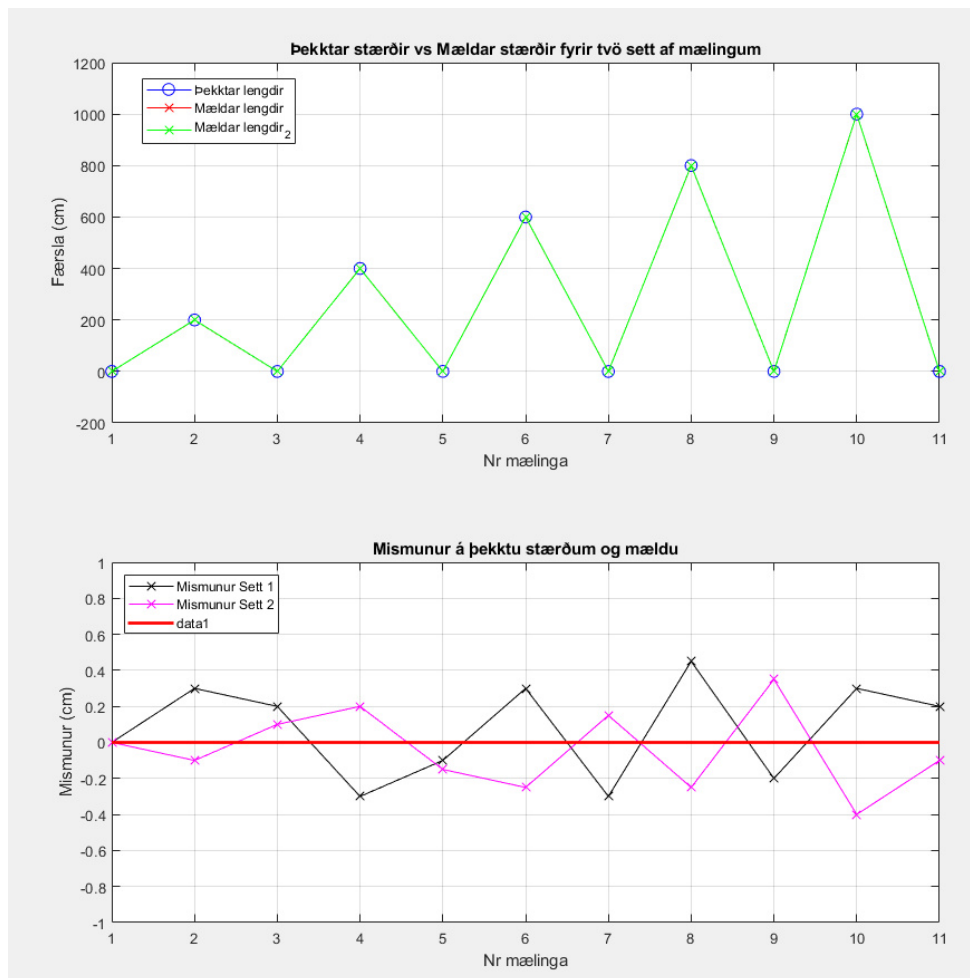 Þekktar stærðir vs Mældar stærðir fyrir tvö sett af mælingum
1200
1000
800
600
400
200
0
-200
Færsla (cm)
Þekktar lengdir
Mældar lengdir
Mældar lengdir2
1 2 3 4 5 6 7 8 9 10 11
Nr mælinga
Mismunur á þekktu stærðum og mældu
1
0.8
0.6
0.4
0.2
0
-0.2
-0.4
-0.6
-0.8
-1
Mismunur (cm)
Mismunur Sett 1
Mismunur Sett 2
data1
1 2 3 4 5 6 7 8 9 10 11
Nr mælinga